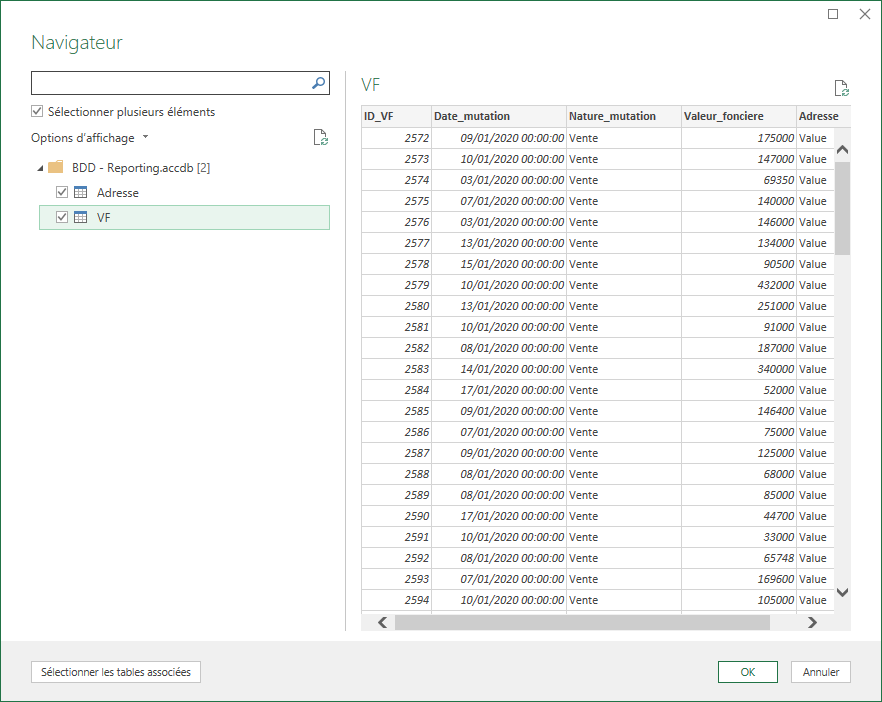 Navigateur
Sélectionner plusieurs éléments
Options d'affichage
BDD - Reporting.accdb [2]
Adresse
VF
VF
ID_VF Date_mutation Nature_mutation Valeur_fonciere Adresse
2572 09/01/2020 00:00:00 Vente 175000 Value
2573 10/01/2020 00:00:00 Vente 147000 Value
2574 03/01/2020 00:00:00 Vente 69350 Value
2575 07/01/2020 00:00:00 Vente 140000 Value
2576 03/01/2020 00:00:00 Vente 146000 Value
2577 13/01/2020 00:00:00 Vente 134000 Value
2578 15/01/2020 00:00:00 Vente 90500 Value
2579 10/01/2020 00:00:00 Vente 432000 Value
2580 13/01/2020 00:00:00 Vente 251000 Value
2581 10/01/2020 00:00:00 Vente 91000 Value
2582 08/01/2020 00:00:00 Vente 187000 Value
2583 14/01/2020 00:00:00 Vente 340000 Value
2584 17/01/2020 00:00:00 Vente 52000 Value
2585 09/01/2020 00:00:00 Vente 146400 Value
2586 07/01/2020 00:00:00 Vente 75000 Value
2587 09/01/2020 00:00:00 Vente 125000 Value
2588 08/01/2020 00:00:00 Vente 68000 Value
2589 08/01/2020 00:00:00 Vente 85000 Value
2590 17/01/2020 00:00:00 Vente 44700 Value
2591 10/01/2020 00:00:00 Vente 33000 Value
2592 08/01/2020 00:00:00 Vente 65748 Value
2593 07/01/2020 00:00:00 Vente 169600 Value
2594 10/01/2020 00:00:00 Vente 105000 Value
Sélectionner les tables associées
OK
Annuler